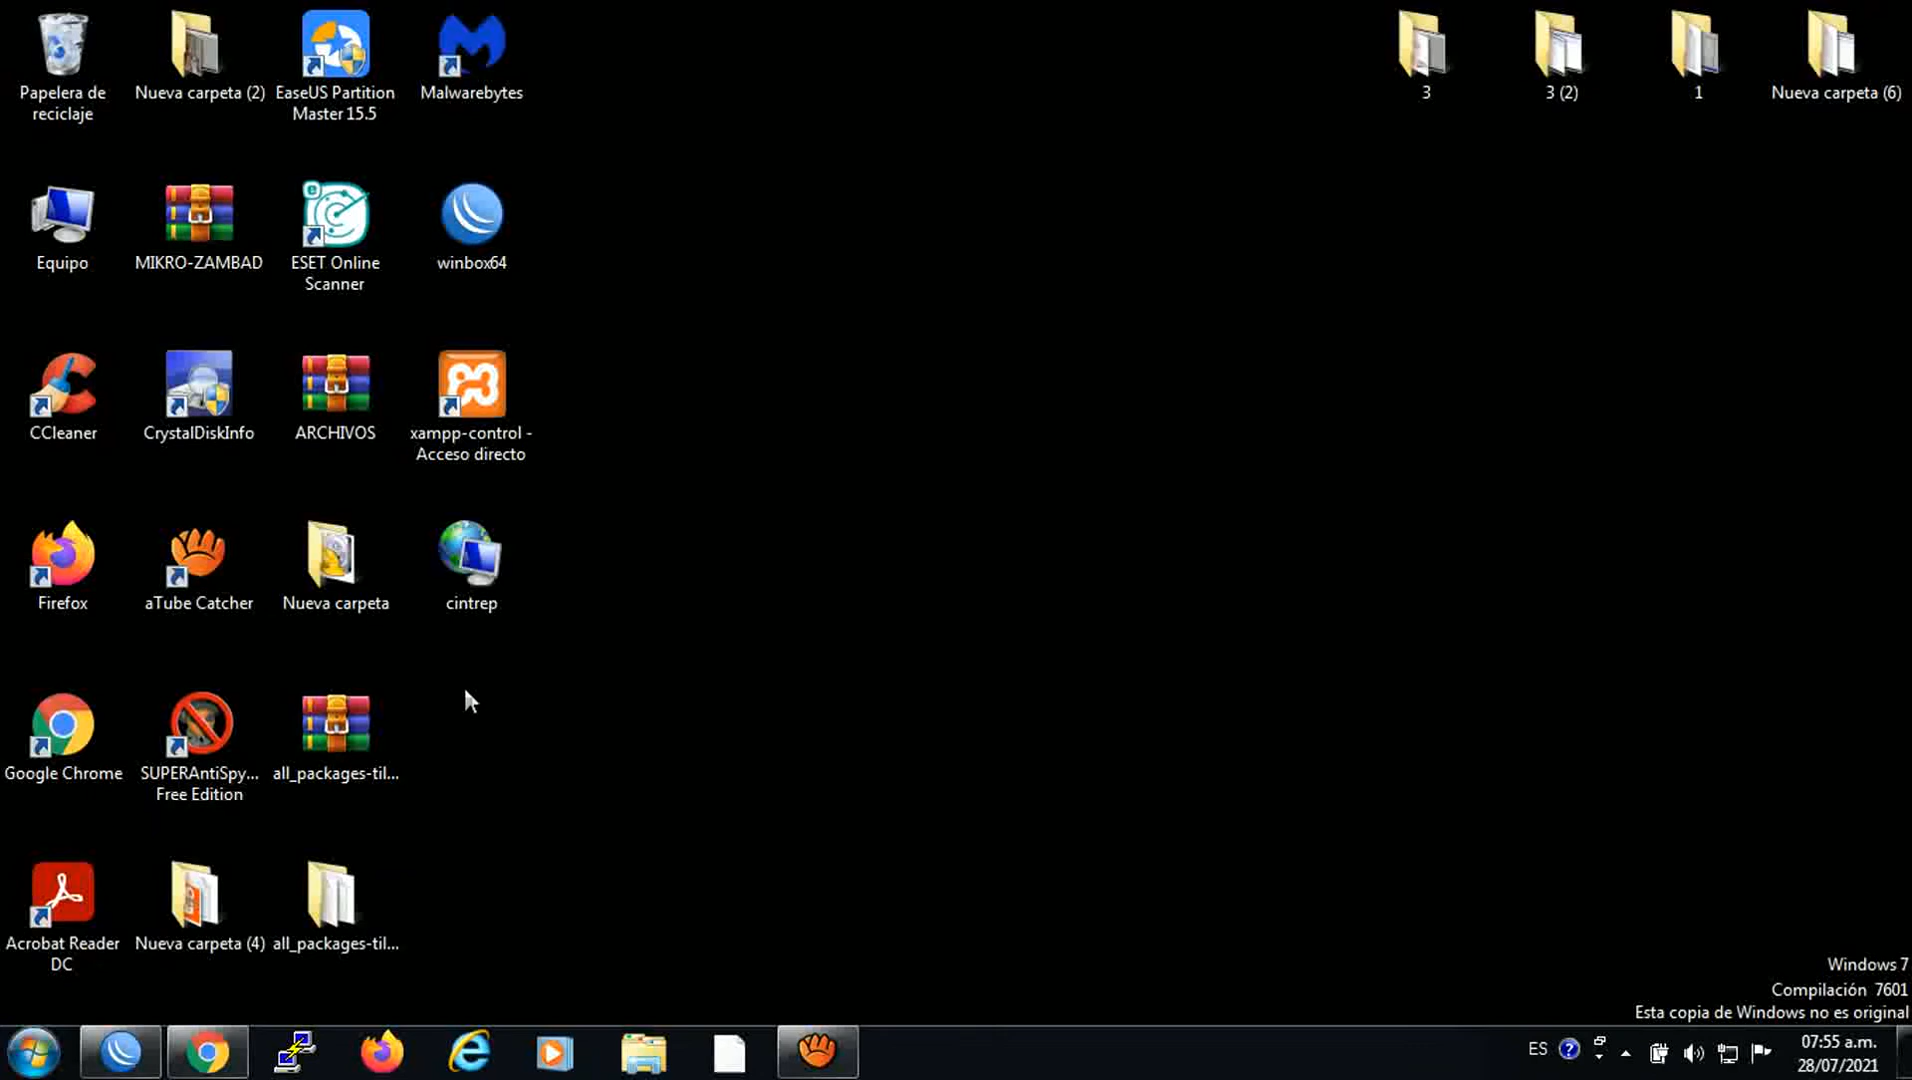 Papelera de
reciclaje
Nueva carpeta (2)
EaseUS Partition
Master 15.5
Malwarebytes
3
3 (2)
1
Nueva carpeta (6)
Equipo
MIKRO-ZAMBAD
e
ESET Online
Scanner
winbox64
CCleaner
CrystalDiskInfo
ARCHIVOS
xampp-control -
Acceso directo
Firefox
aTube Catcher
Nueva carpeta
cintrep
Google Chrome
SUPERAntiSpy...
Free Edition
all_packages-til...
Acrobat Reader
DC
Nueva carpeta (4)
all_packages-til...
Windows 7
Compilación 7601
Esta copia de Windows no es original
ES
07:55 a.m.
28/07/2021